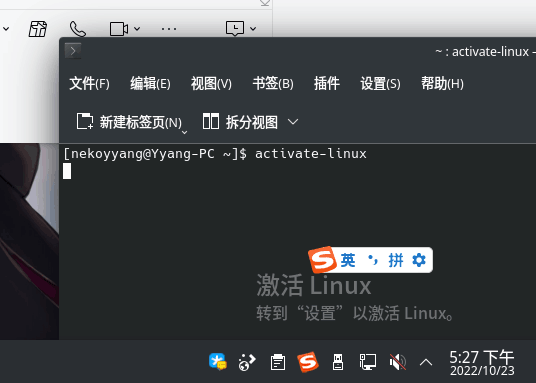 ~ : activate-linux –
文件(F) 编辑(E) 视图(V) 书签(B) 插件 设置(S) 帮助(H)
新建标签页(N) 拆分视图
[nekoyyang@Yyang-PC ~]$ activate-linux
英 •, 拼
激活 Linux
转到“设置”以激活 Linux。
5:27 下午
2022/10/23